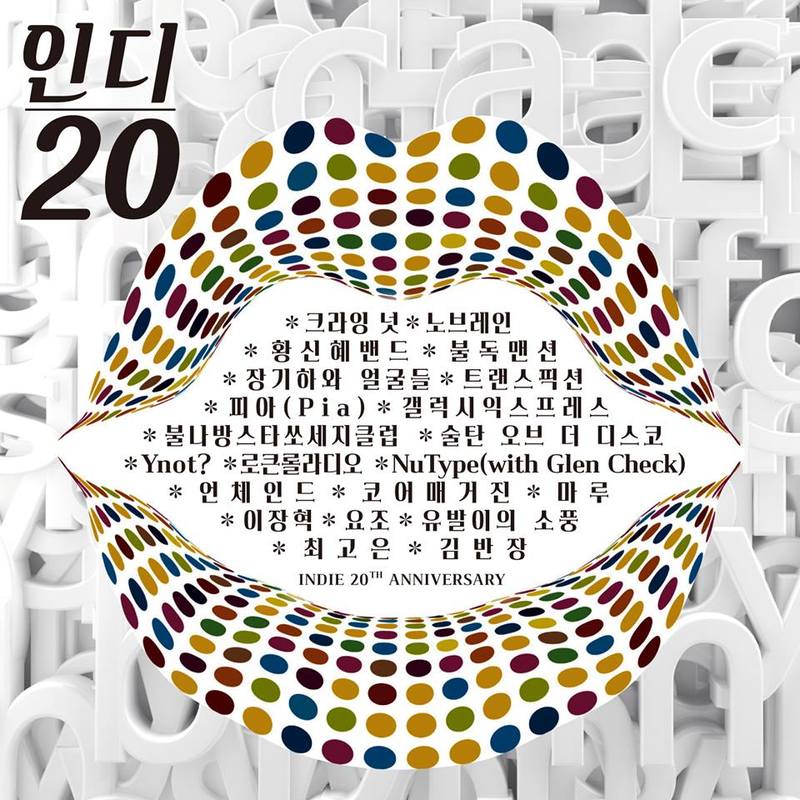 인디
20
*크라잉 넛*노브레인
*황신혜밴드*불독맨션
*장기하와 얼굴들*트랜스픽션
*피아(Pia)*갤럭시익스프레스
*불나방스타쏘세지클럽 *술탄 오브 더 디스코
*Ynot? *로큰롤라디오 *NuType(with Glen Check)
*언체인드*코어매거진*마루
*이장혁*요조*유발이의 소풍
*최고은*김반장
INDIE 20TH ANNIVERSARY